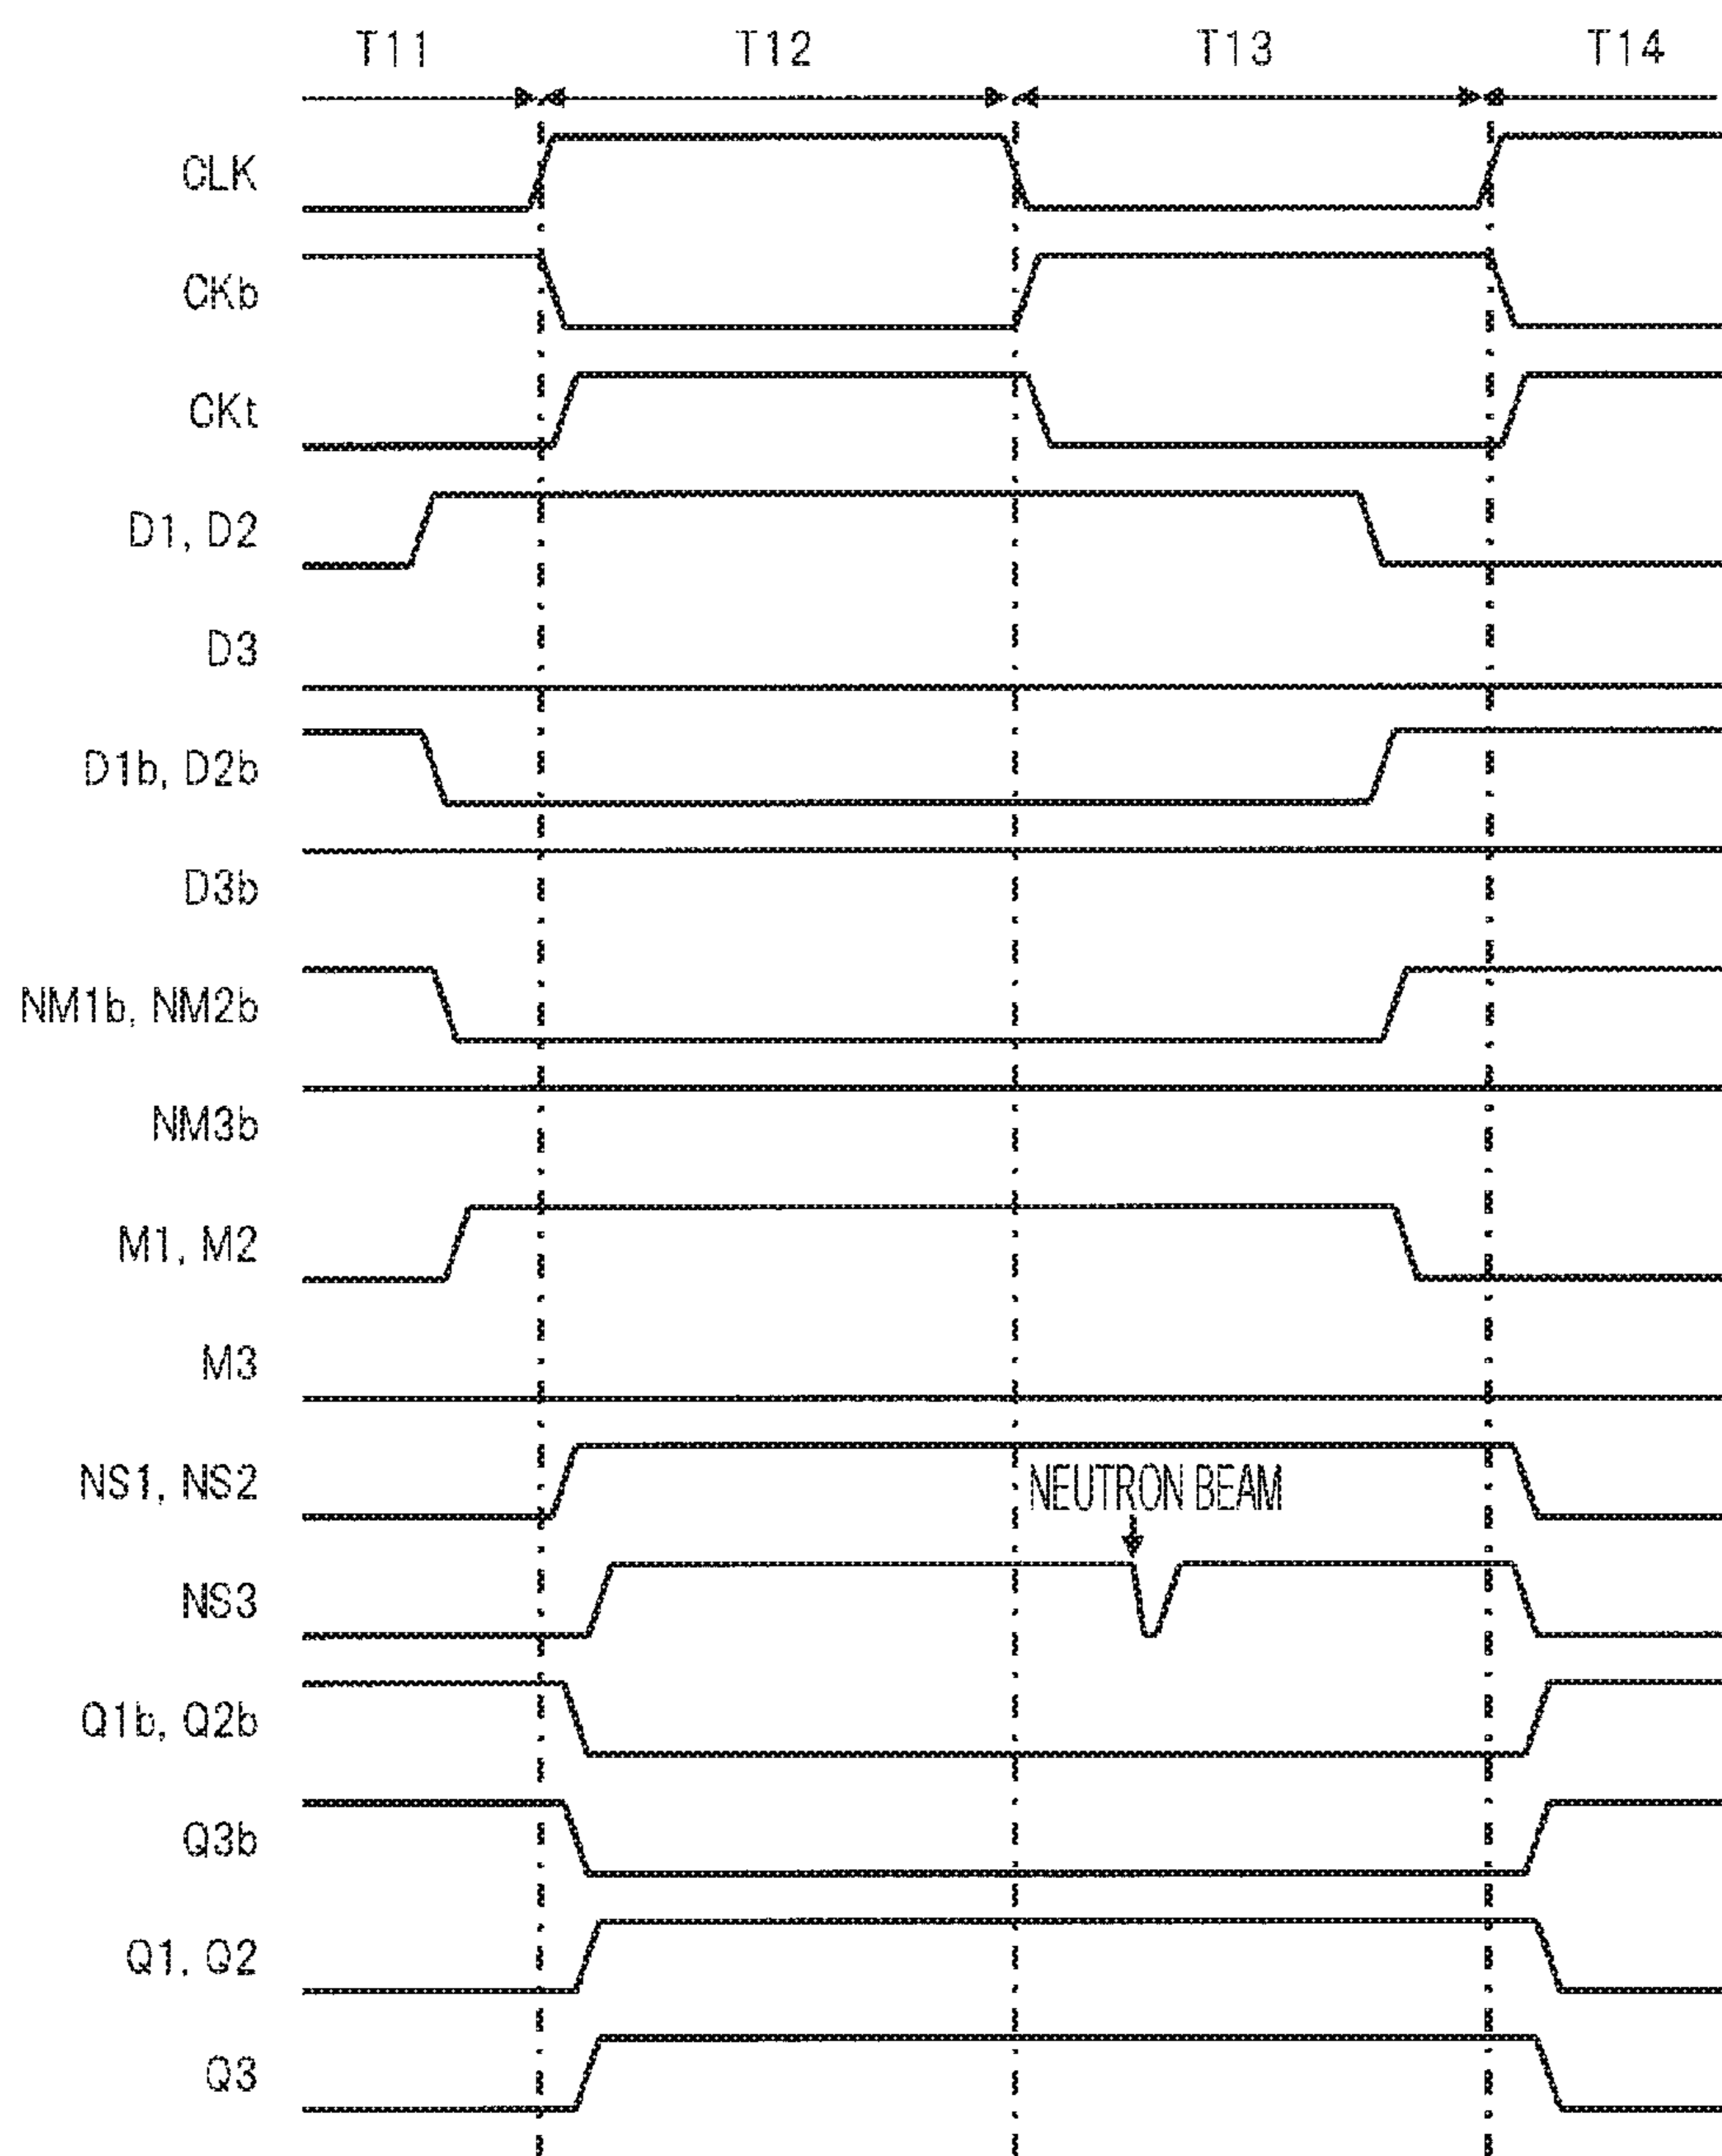 T11 T12 T13 T14
CLK
CKb
CKt
D1, D2
D3
D1b, D2b
D3b
NM1b, NM2b
NM3b
M1, M2
M3
NS1, NS2
NEUTRON BEAM
NS3
Q1b, Q2b
Q3b
Q1, Q2
Q3